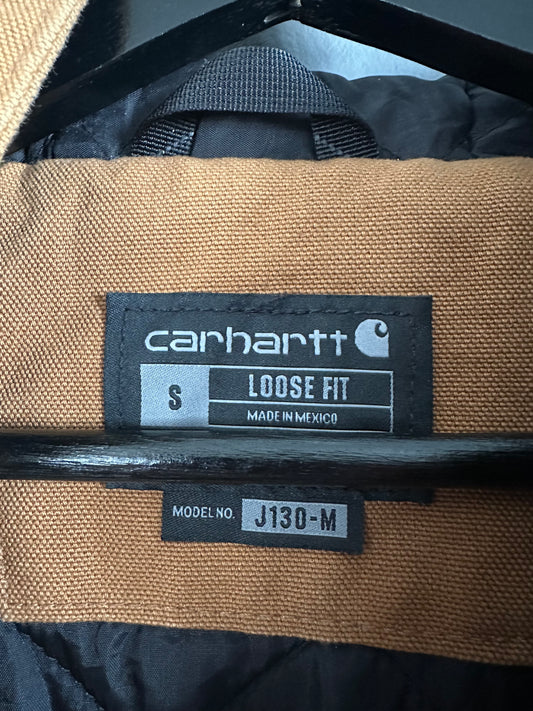 carhartt
S
LOOSE FIT
MADE IN MEXICO
MODEL NO. J130-M